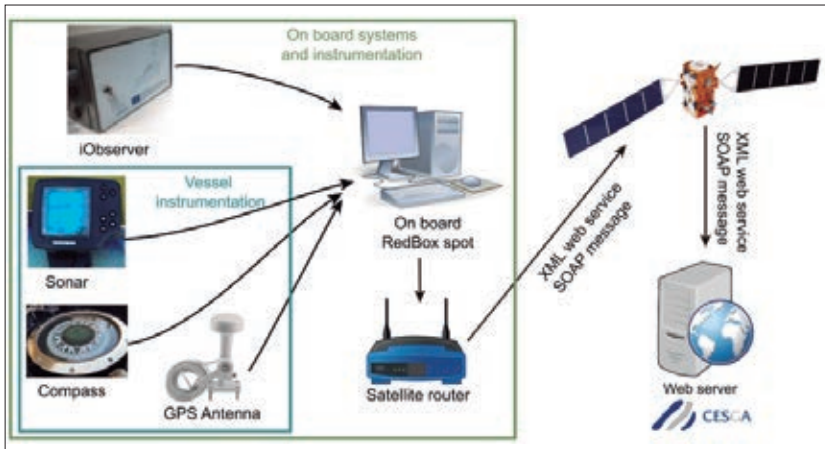 On board systems
and instrumentation
iObserver
Vessel
instrumentation
Sonar
Compass
GPS Antenna
On board
RedBox spot
Satellite router
XML web service
SOAP message
XML web service
SOAP message
Web server
CESGA